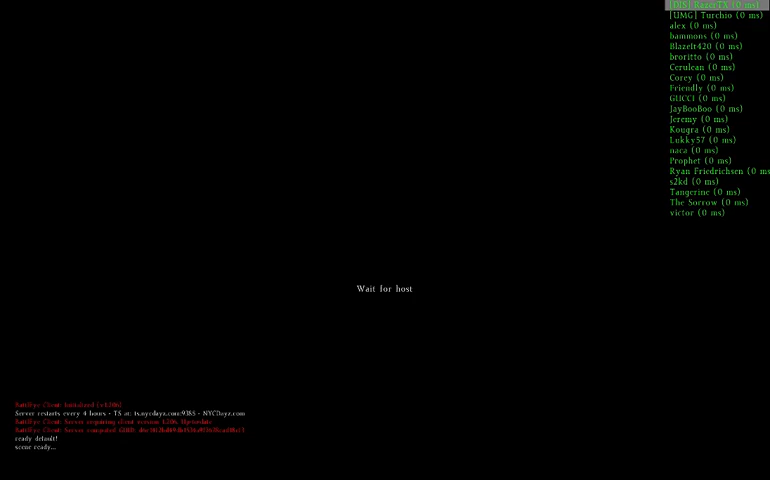 (0 ms)
[UMG] Turchio (0 ms)
alex (0 ms)
bammons (0 ms)
BlazeIt420 (0 ms)
broritto (0 ms)
Cerulean (0 ms)
Corey (0 ms)
Friendly (0 ms)
GUCCI (0 ms)
JayBooBoo (0 ms)
Jeremy (0 ms)
Kougra (0 ms)
Lukky57 (0 ms)
naca (0 ms)
Prophet (0 ms)
Ryan Friedrichsen (0 ms
s2kd (0 ms)
Tangerine (0 ms)
The Sorrow (0 ms)
victor (0 ms)
Wait for host
BattlEye Client: Initialized
Server restarts every 4 hours - TS at: ts.nycdayz.com:9385 - NYCDayz.com
BattlEye Client: Server requiring client version 1.206.
BattlEye Client: Server computed GUID:
ready default!
scene ready...